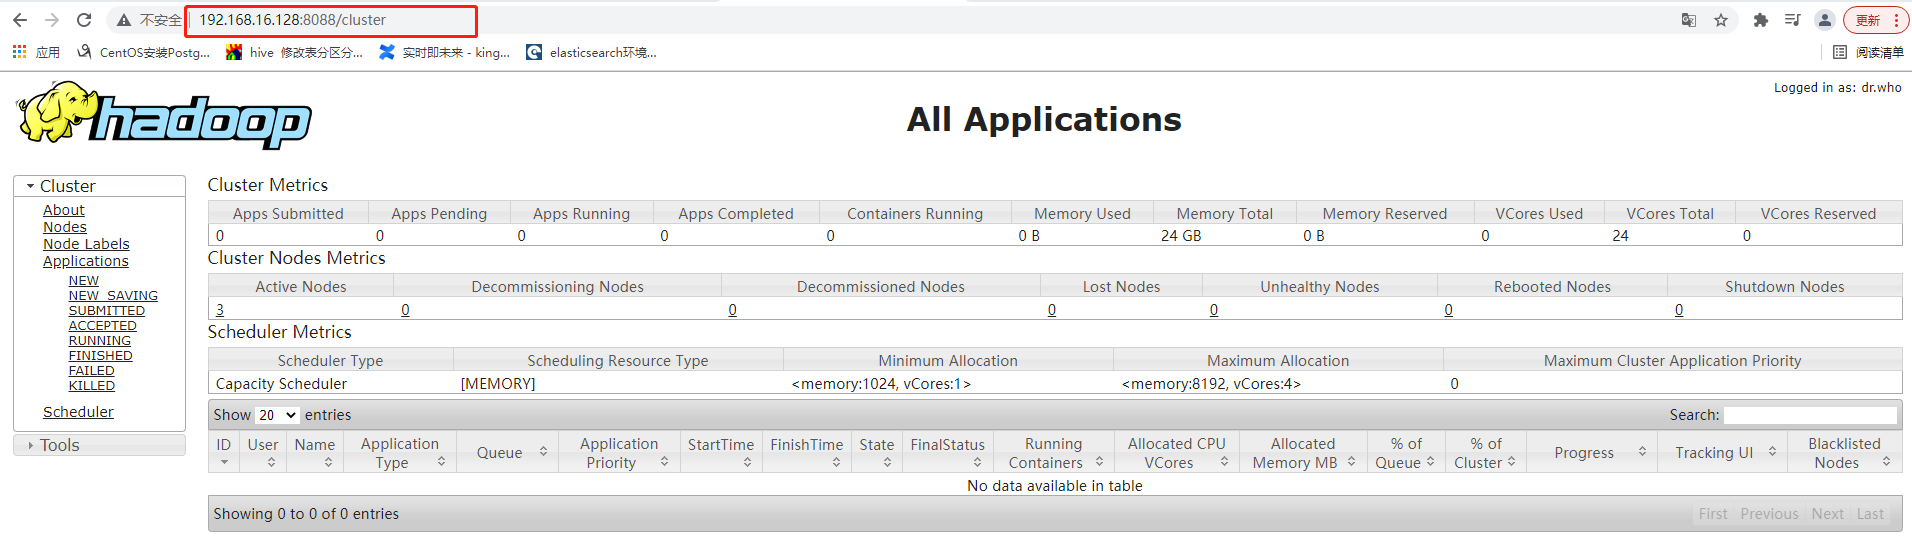 不安全 192.168.16.128:8088/cluster 更新
应用 CentOS安装Postg... hive 修改表分区分... 实时即未来 - king... elasticsearch环境... 阅读清单
Logged in as: dr.who
hadoop
All Applications
Cluster
About
Nodes
Node Labels
Applications
NEW
NEW_SAVING
SUBMITTED
ACCEPTED
RUNNING
FINISHED
FAILED
KILLED
Scheduler
Tools
Cluster Metrics
Apps Submitted Apps Pending Apps Running Apps Completed Containers Running Memory Used Memory Total Memory Reserved VCores Used VCores Total VCores Reserved
0 0 0 0 0 0 B 24 GB 0 B 0 24 0
Cluster Nodes Metrics
Active Nodes Decommissioning Nodes Decommissioned Nodes Lost Nodes Unhealthy Nodes Rebooted Nodes Shutdown Nodes
3 0 0 0 0 0 0
Scheduler Metrics
Scheduler Type Scheduling Resource Type Minimum Allocation Maximum Allocation Maximum Cluster Application Priority
Capacity Scheduler [MEMORY] <memory:1024, vCores:1> <memory:8192, vCores:4> 0
Show 20 entries Search:
ID User Name Application Type Queue Application Priority StartTime FinishTime State FinalStatus Running Containers Allocated CPU VCores Allocated Memory MB % of Queue % of Cluster Progress Tracking UI Blacklisted Nodes
No data available in table
Showing 0 to 0 of 0 entries First Previous Next Last